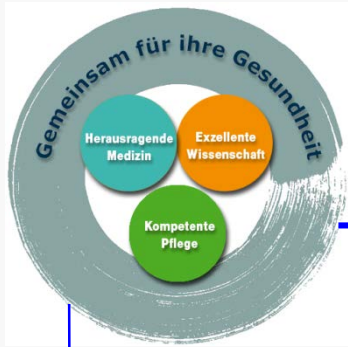 Gemeinsam für ihre Gesundheit
Herausragende
Medizin
Exzellente
Wissenschaft
Kompetente
Pflege